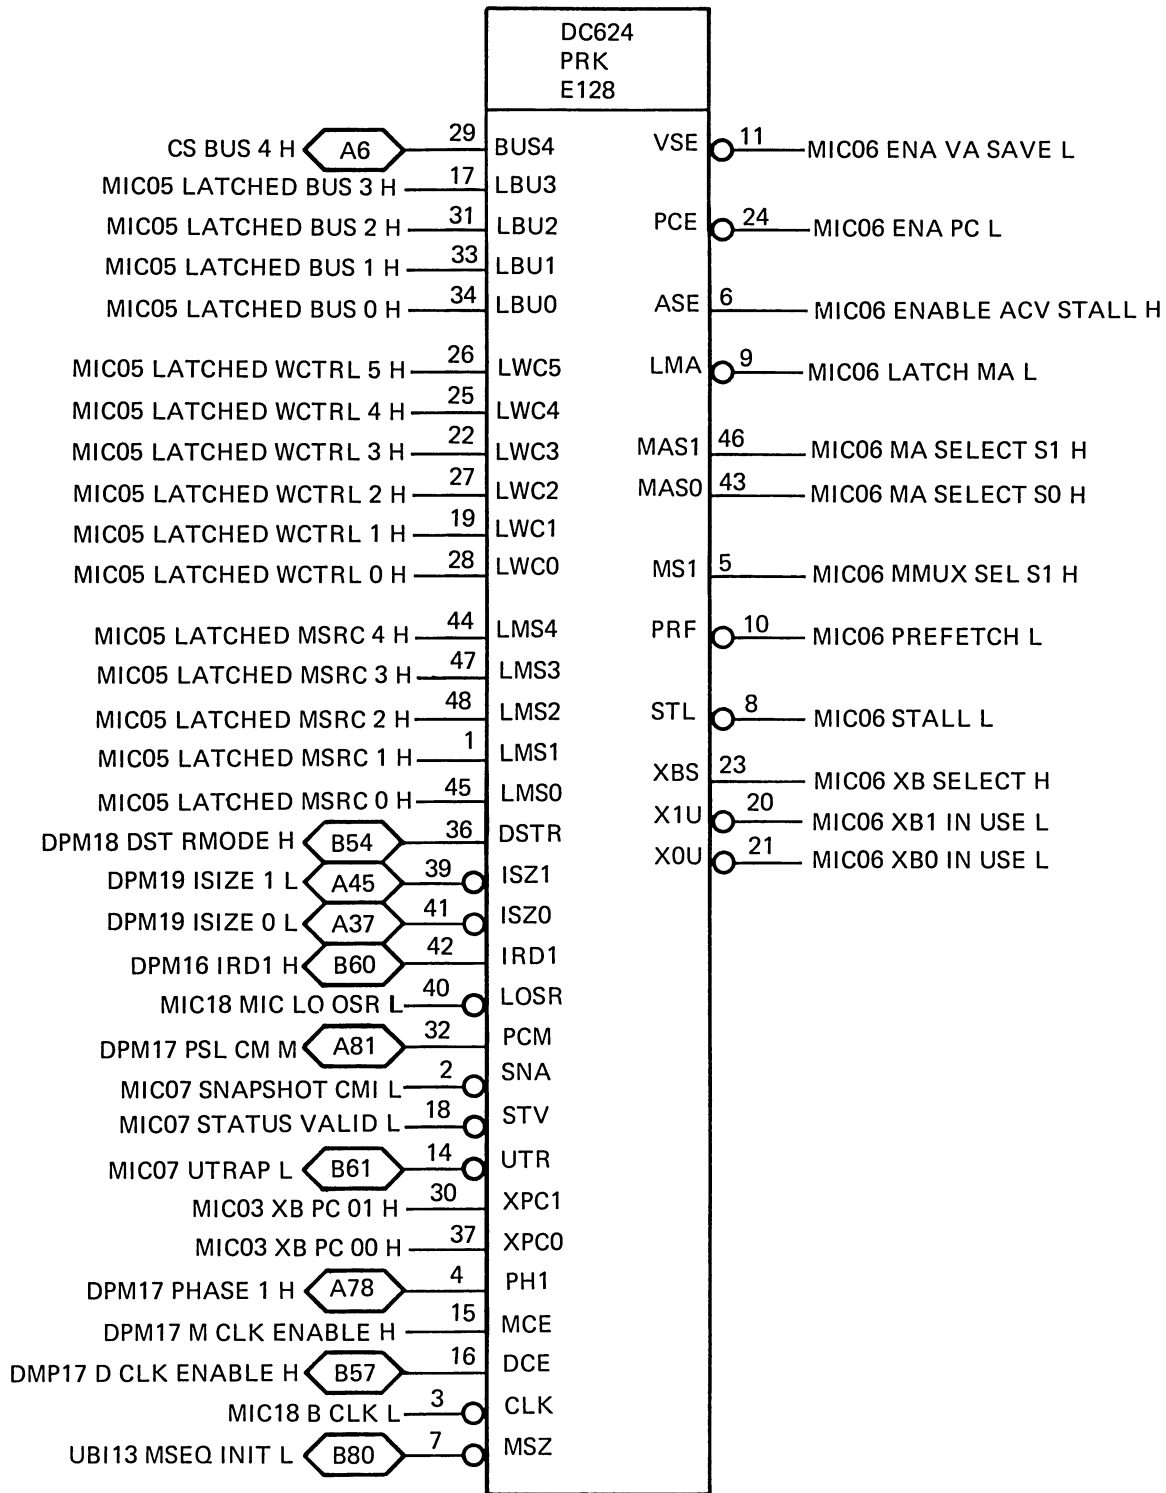 DC624
PRK
E128
CS BUS 4 H A6 29 BUS4
MIC05 LATCHED BUS 3 H 17 LBU3
MIC05 LATCHED BUS 2 H 31 LBU2
MIC05 LATCHED BUS 1 H 33 LBU1
MIC05 LATCHED BUS 0 H 34 LBU0
MIC05 LATCHED WCTRL 5 H 26 LWC5
MIC05 LATCHED WCTRL 4 H 25 LWC4
MIC05 LATCHED WCTRL 3 H 22 LWC3
MIC05 LATCHED WCTRL 2 H 27 LWC2
MIC05 LATCHED WCTRL 1 H 19 LWC1
MIC05 LATCHED WCTRL 0 H 28 LWC0
MIC05 LATCHED MSRC 4 H 44 LMS4
MIC05 LATCHED MSRC 3 H 47 LMS3
MIC05 LATCHED MSRC 2 H 48 LMS2
MIC05 LATCHED MSRC 1 H 1 LMS1
MIC05 LATCHED MSRC 0 H 45 LMS0
DPM18 DST RMODE H B54 36 DSTR
DPM19 ISIZE 1 L A45 39 ISZ1
DPM19 ISIZE 0 L A37 41 ISZ0
DPM16 IRD1 H B60 42 IRD1
MIC18 MIC LO OSR L 40 LOSR
DPM17 PSL CM M A81 32 PCM
MIC07 SNAPSHOT CMI L 2 SNA
MIC07 STATUS VALID L 18 STV
MIC07 UTRAP L B61 14 UTR
MIC03 XB PC 01 H 30 XPC1
MIC03 XB PC 00 H 37 XPC0
DPM17 PHASE 1 H A78 4 PH1
DPM17 M CLK ENABLE H 15 MCE
DMP17 D CLK ENABLE H B57 16 DCE
MIC18 B CLK L 3 CLK
UBI13 MSEQ INIT L B80 7 MSZ
VSE 11 MIC06 ENA VA SAVE L
PCE 24 MIC06 ENA PC L
ASE 6 MIC06 ENABLE ACV STALL H
LMA 9 MIC06 LATCH MA L
MAS1 46 MIC06 MA SELECT S1 H
MAS0 43 MIC06 MA SELECT S0 H
MS1 5 MIC06 MMUX SEL S1 H
PRF 10 MIC06 PREFETCH L
STL 8 MIC06 STALL L
XBS 23 MIC06 XB SELECT H
X1U 20 MIC06 XB1 IN USE L
X0U 21 MIC06 XB0 IN USE L